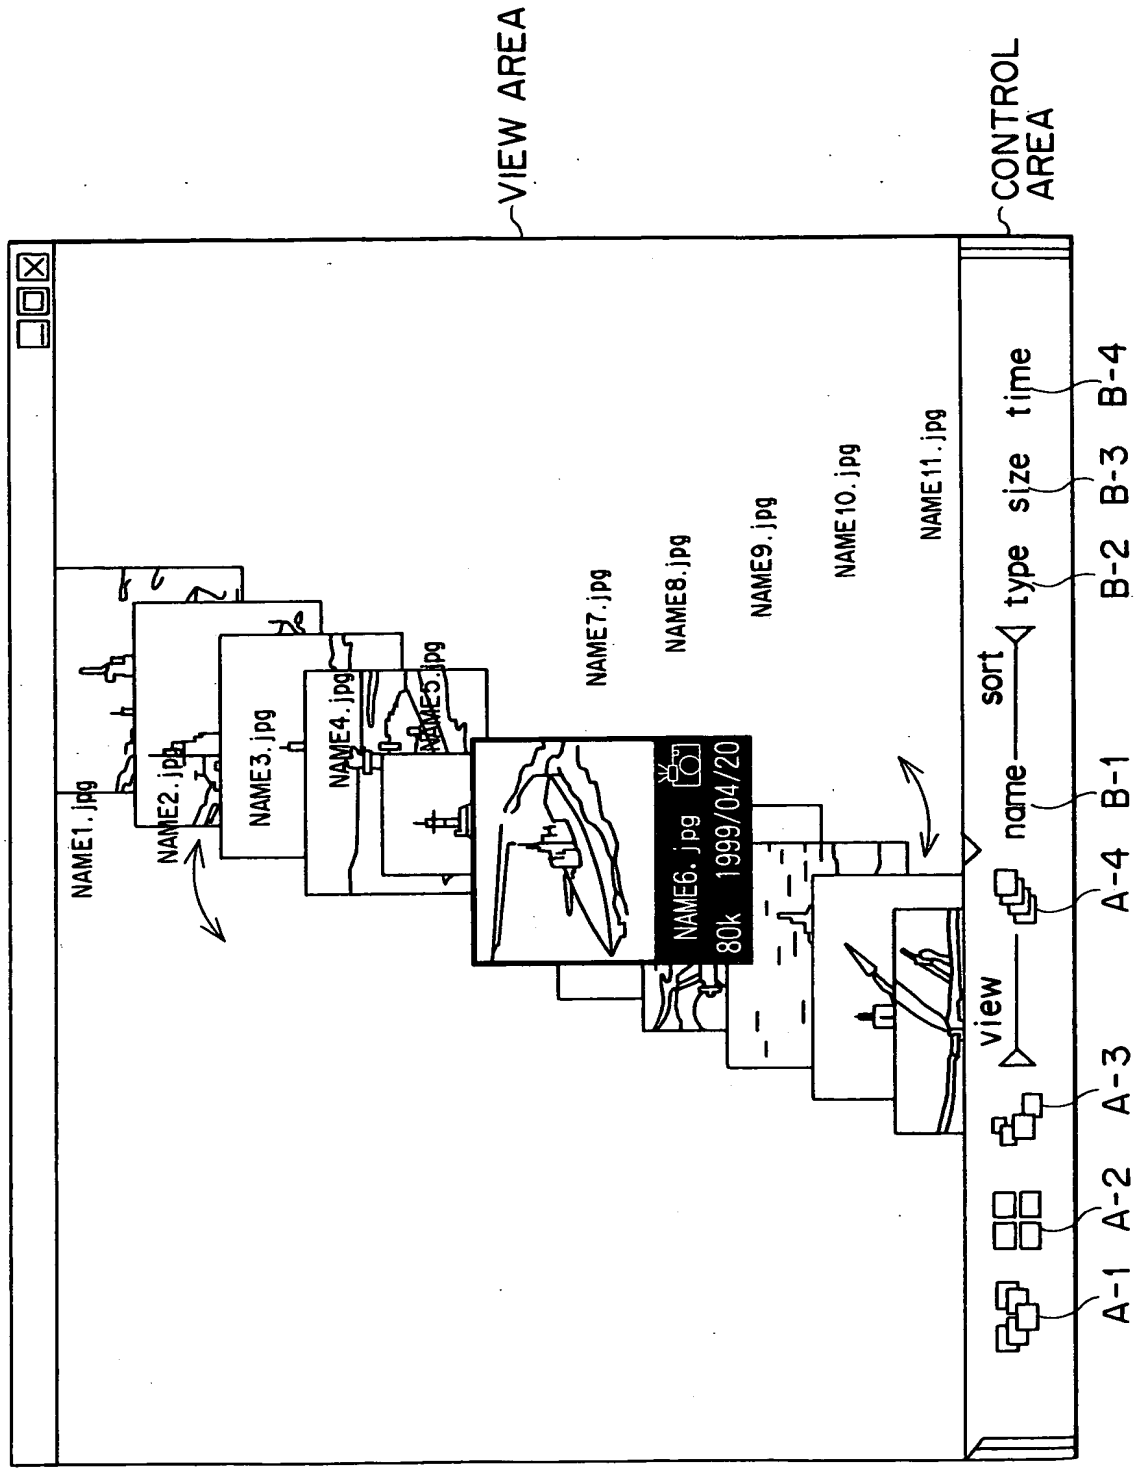 NAME1.jpg
NAME2.jpg
NAME3.jpg
NAME4.jpg
NAME5.jpg
NAME6.jpg
80k 1999/04/20
NAME7.jpg
NAME8.jpg
NAME9.jpg
NAME10.jpg
NAME11.jpg
VIEW AREA
view
sort
name
type
size
time
CONTROL
AREA
A-1
A-2
A-3
A-4
B-1
B-2
B-3
B-4